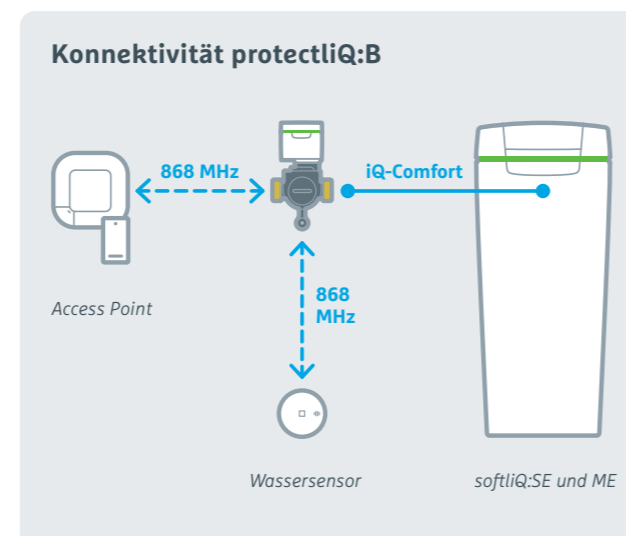 Konnektivität protectliQ:B
868 MHz
iQ-Comfort
Access Point
868
MHz
Wassersensor
softliQ:SE und ME